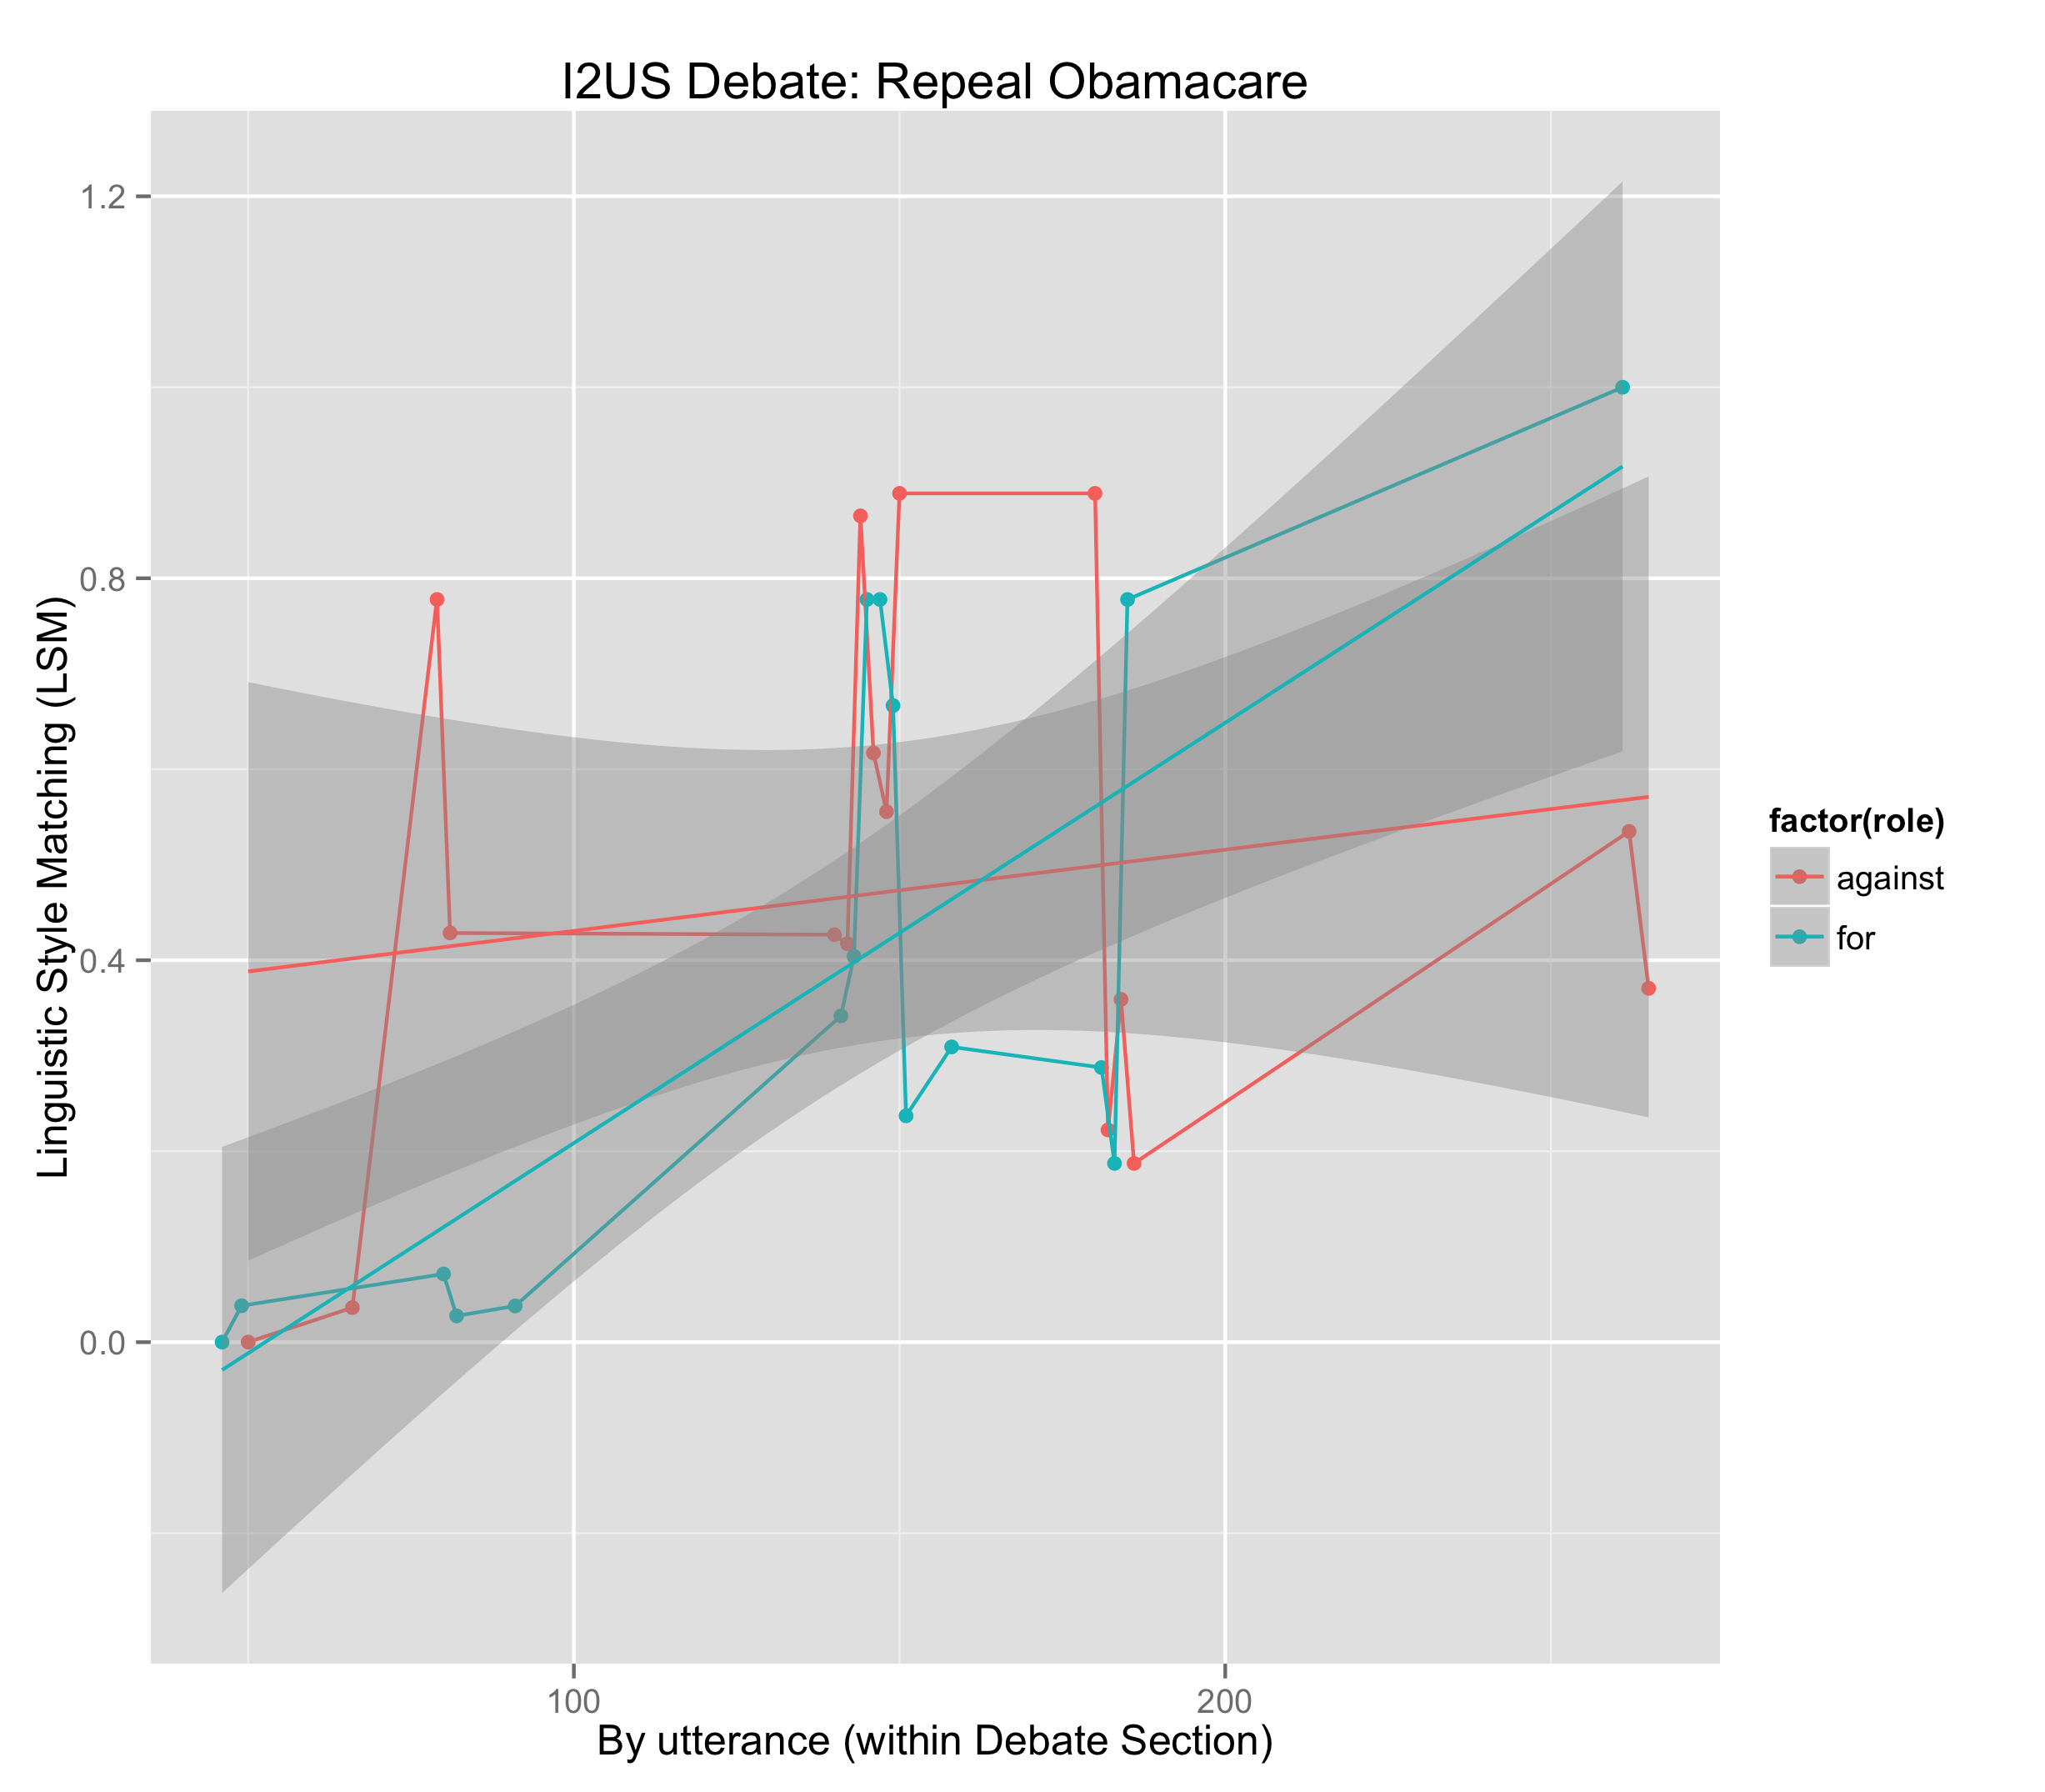 I2US Debate: Repeal Obamacare
1.2
0.8
0.4
0.0
Linguistic Style Matching (LSM)
100
200
By utterance (within Debate Section)
factor(role)
against
for